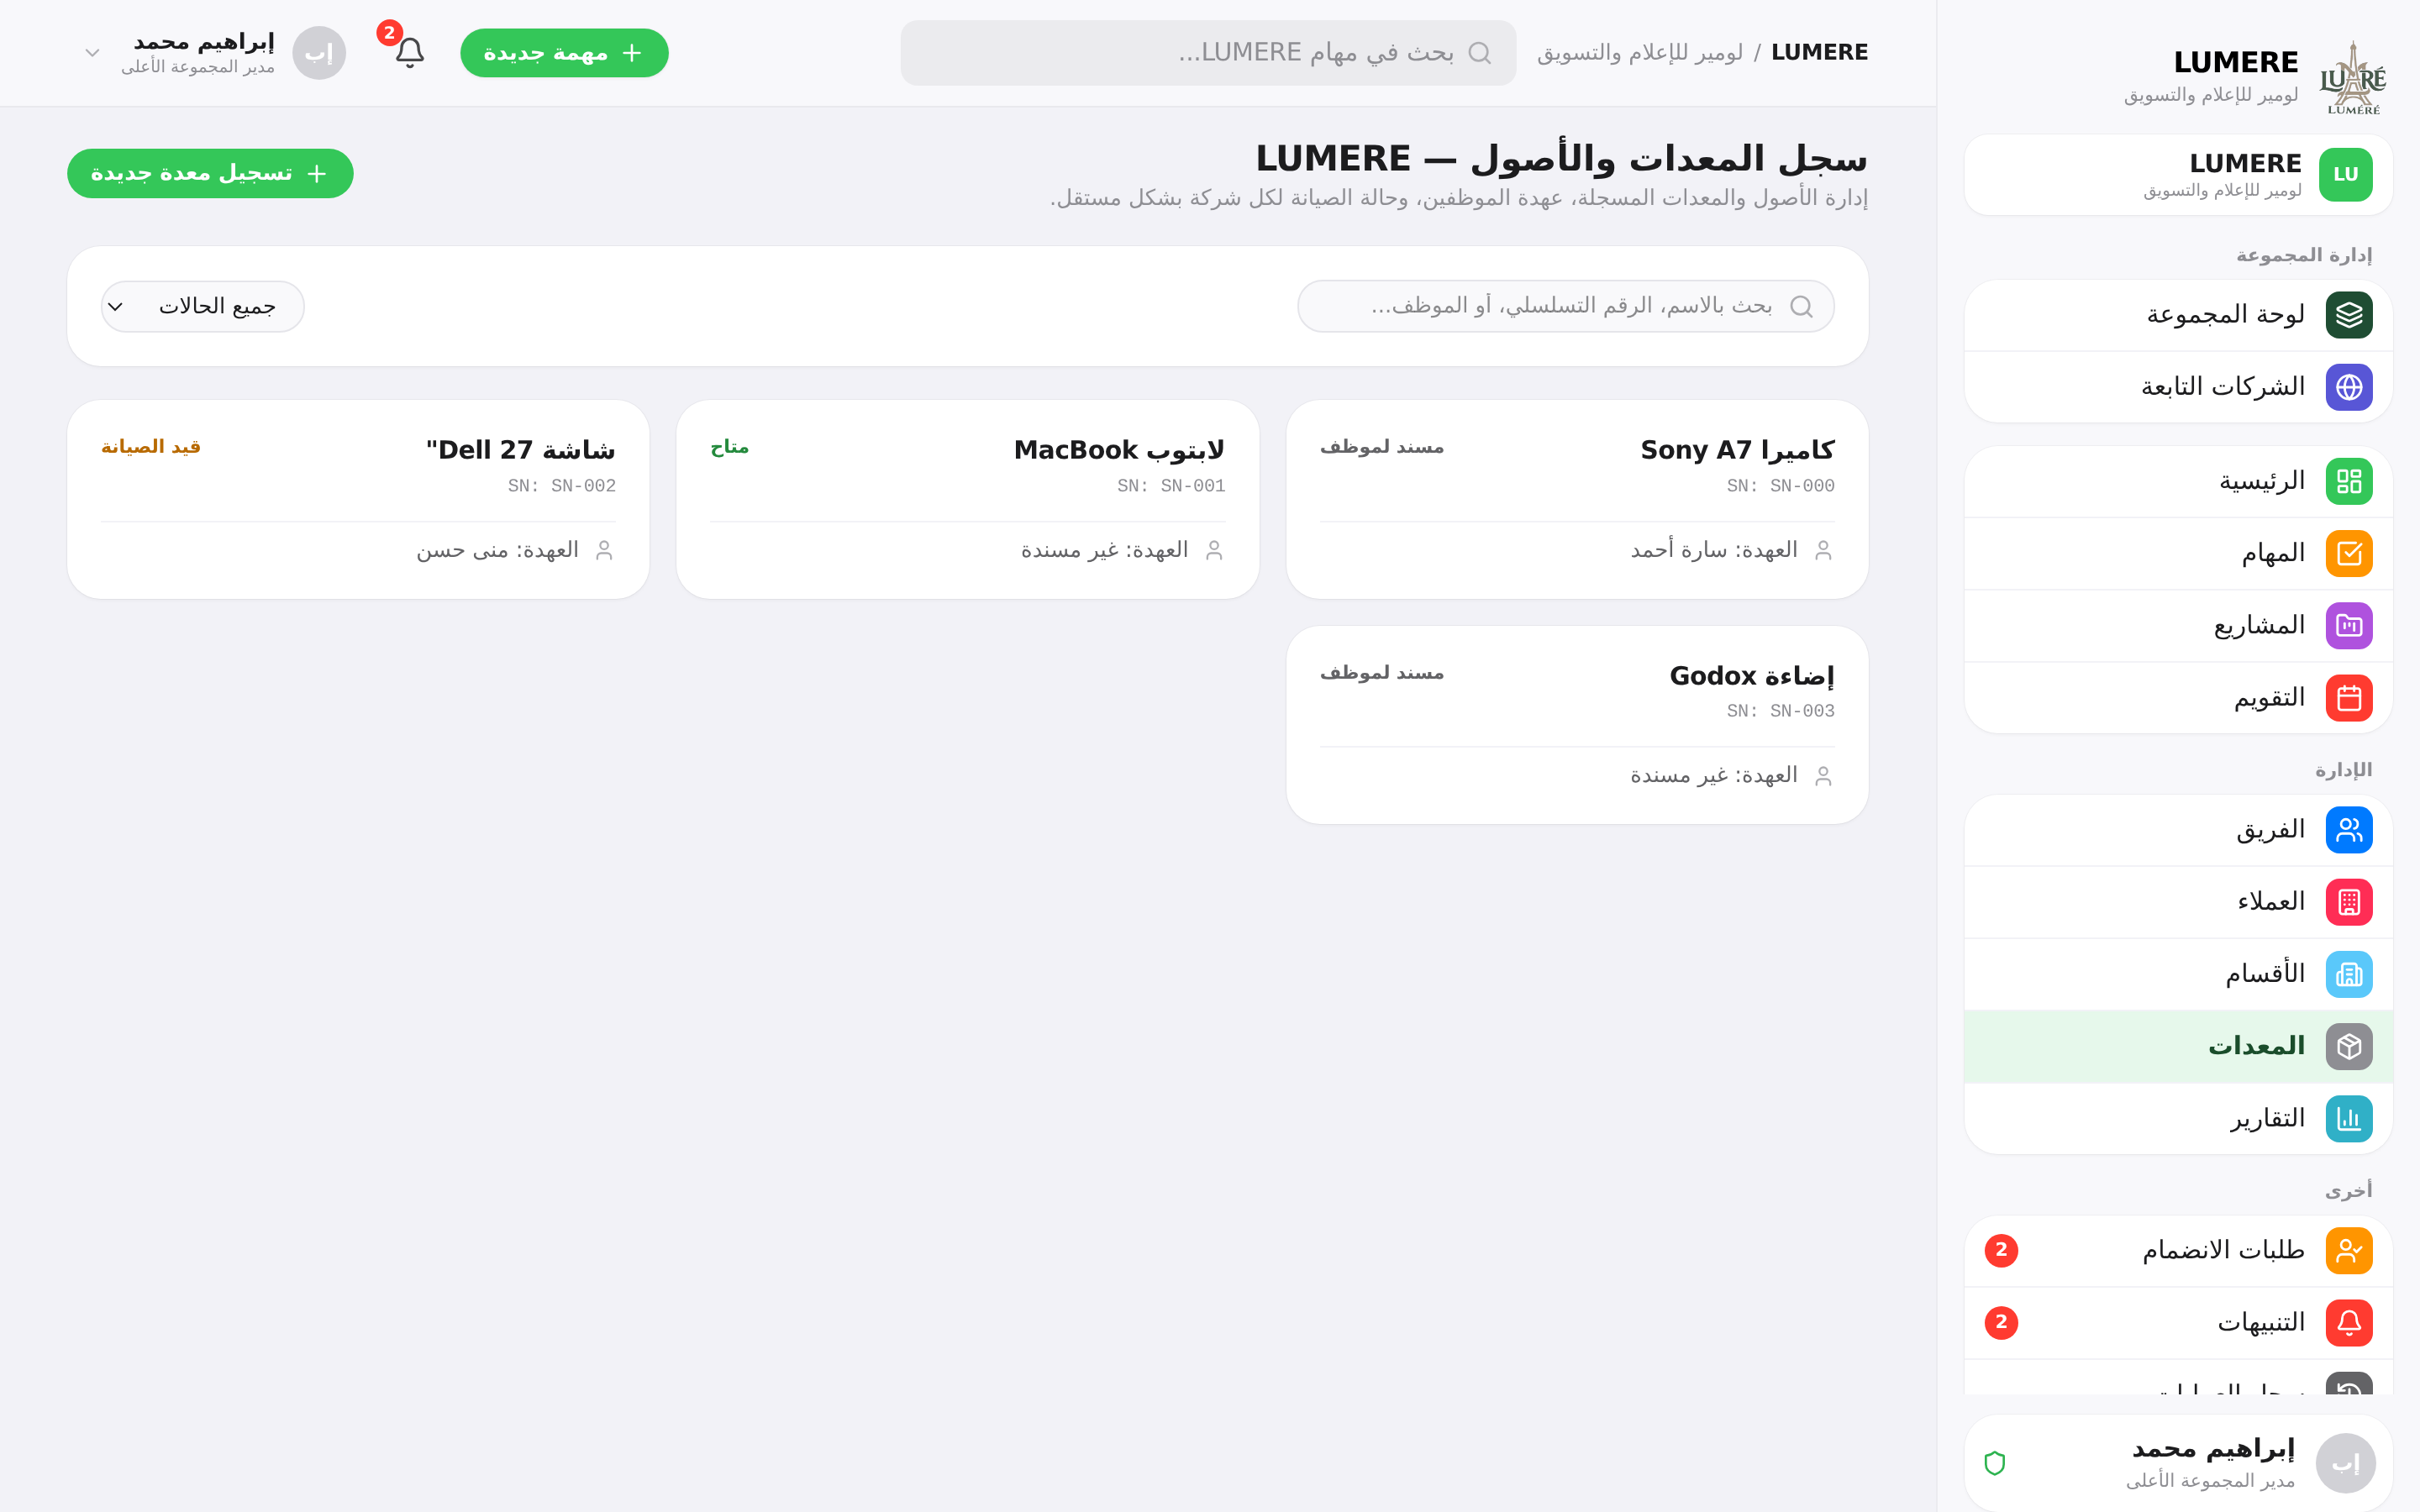 LUMERE
لومير للإعلام والتسويق
LUMÉRÉ
LU
LUMERE
لومير للإعلام والتسويق
إدارة المجموعة
لوحة المجموعة
الشركات التابعة
الرئيسية
المهام
المشاريع
التقويم
الإدارة
الفريق
العملاء
الأقسام
المعدات
التقارير
أخرى
طلبات الانضمام 2
التنبيهات 2
إب
إبراهيم محمد
مدير المجموعة الأعلى
LUMERE / لومير للإعلام والتسويق
بحث في مهام LUMERE...
مهمة جديدة
2
إب
إبراهيم محمد
مدير المجموعة الأعلى
سجل المعدات والأصول — LUMERE
إدارة الأصول والمعدات المسجلة، عهدة الموظفين، وحالة الصيانة لكل شركة بشكل مستقل.
تسجيل معدة جديدة
بحث بالاسم، الرقم التسلسلي، أو الموظف...
جميع الحالات
كاميرا Sony A7
مسند لموظف
SN: SN-000
العهدة: سارة أحمد
لابتوب MacBook
متاح
SN: SN-001
العهدة: غير مسندة
شاشة Dell 27"
قيد الصيانة
SN: SN-002
العهدة: منى حسن
إضاءة Godox
مسند لموظف
SN: SN-003
العهدة: غير مسندة